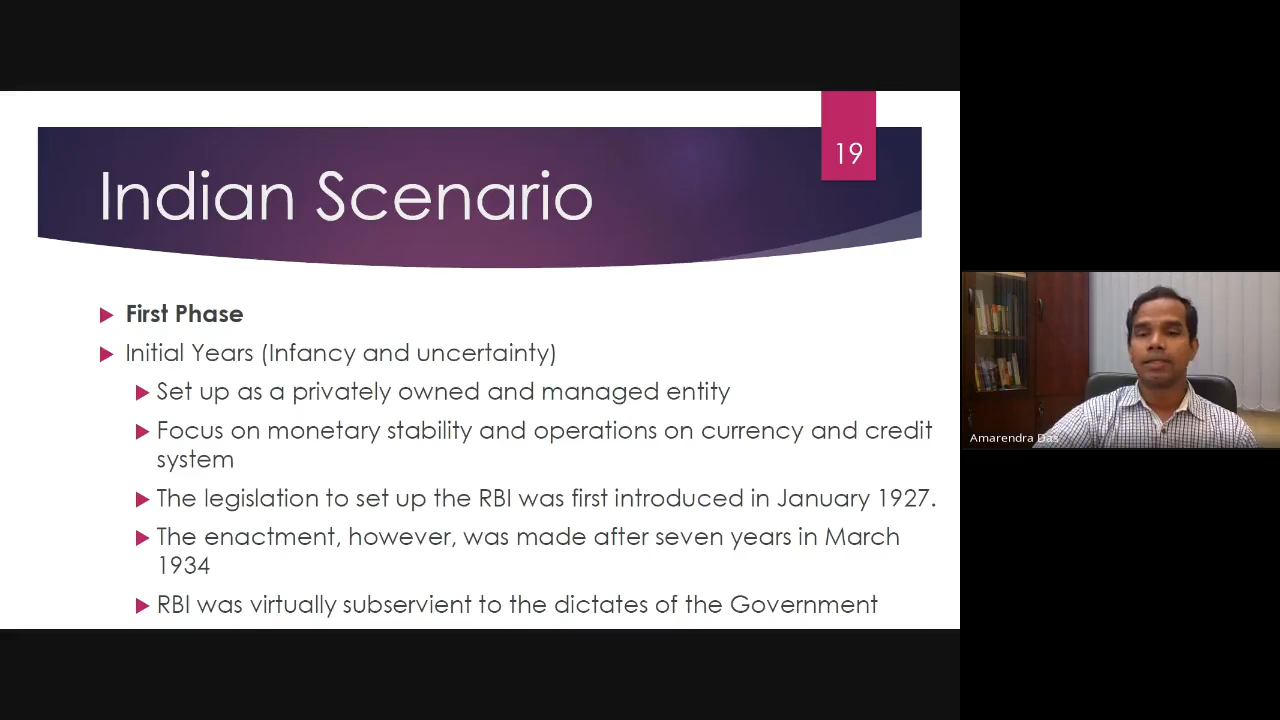 19
Indian Scenario
First Phase
Initial Years (Infancy and uncertainty)
Set up as a privately owned and managed entity
Focus on monetary stability and operations on currency and credit
system
The legislation to set up the RBI was first introduced in January 1927.
The enactment, however, was made after seven years in March
1934
RBI was virtually subservient to the dictates of the Government
Amarendra Das